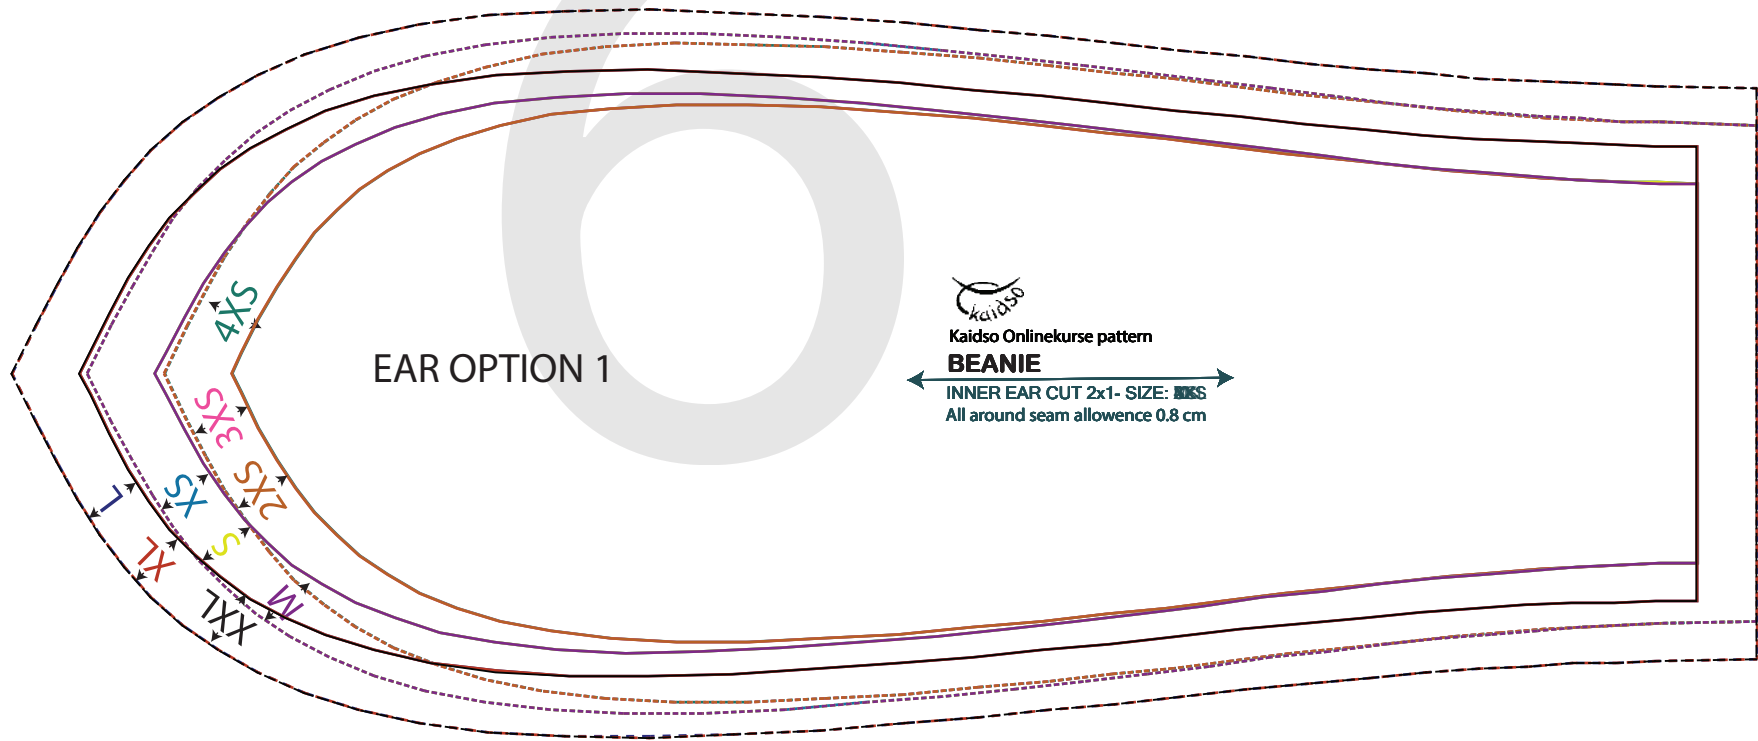 6
4XS
EAR OPTION 1
3XS
2XS
XS
S
M
L
XL
XXL
kaidso
Kaidso Onlinekurse pattern
BEANIE
INNER EAR CUT 2x1- SIZE:
All around seam allowence 0.8 cm